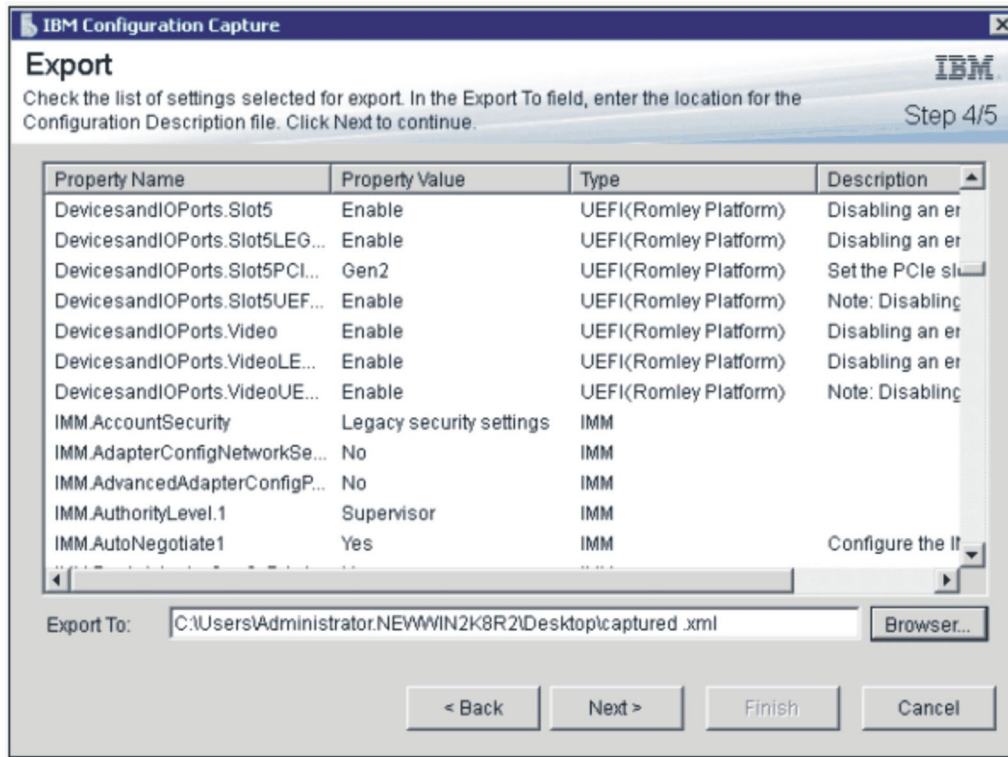 IBM Configuration Capture
Export
IBM
Check the list of settings selected for export. In the Export To field, enter the location for the
Configuration Description file. Click Next to continue.
Step 4/5
Property Name Property Value Type Description
DevicesandIOPorts.Slot5 Enable UEFI(Romley Platform) Disabling an er
DevicesandIOPorts.Slot5LEG... Enable UEFI(Romley Platform) Disabling an er
DevicesandIOPorts.Slot5PCI... Gen2 UEFI(Romley Platform) Set the PCIe sl
DevicesandIOPorts.Slot5UEF... Enable UEFI(Romley Platform) Note: Disabling
DevicesandIOPorts.Video Enable UEFI(Romley Platform) Disabling an er
DevicesandIOPorts.VideoLE... Enable UEFI(Romley Platform) Disabling an er
DevicesandIOPorts.VideoUE... Enable UEFI(Romley Platform) Note: Disabling
IMM.AccountSecurity Legacy security settings IMM
IMM.AdapterConfigNetworkSe... No IMM
IMM.AdvancedAdapterConfigP... No IMM
IMM.AuthorityLevel.1 Supervisor IMM
IMM.AutoNegotiate1 Yes IMM Configure the I
Export To: C:\Users\Administrator.NEWWIN2K8R2\Desktop\captured .xml Browser...
< Back Next > Finish Cancel